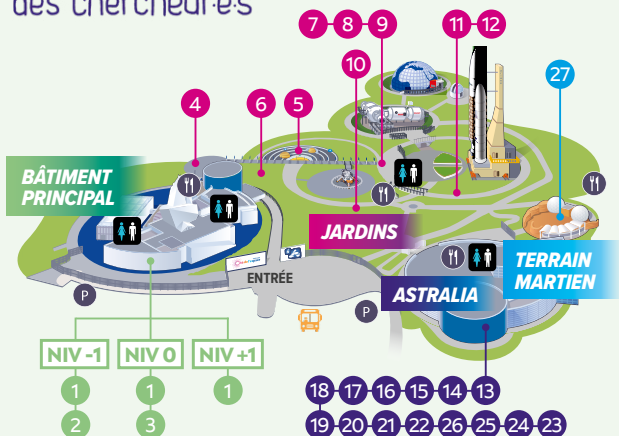 des chercheur·e·s
7 8 9
11 12
10
27
4
6
5
BÂTIMENT
PRINCIPAL
JARDINS
ENTRÉE
TERRAIN
MARTIEN
ASTRALIA
P
P
NIV -1 NIV 0 NIV +1
1 1 1
2 3
18 17 16 15 14 13
19 20 21 22 26 25 24 23